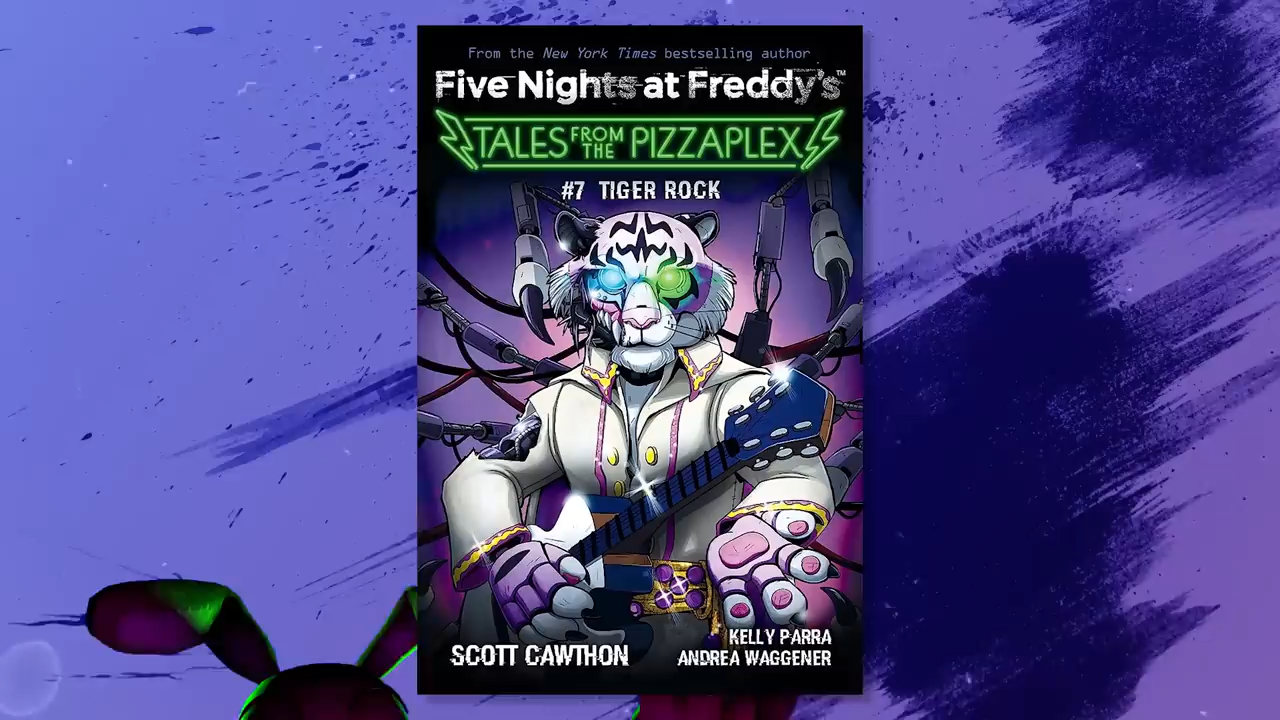 From the New York Times bestselling author
Five Nights at Freddy's™
TALES FROM THE PIZZAPLEX
#7 TIGER ROCK
SCOTT CAWTHON
KELLY PARRA
ANDREA WAGGENER